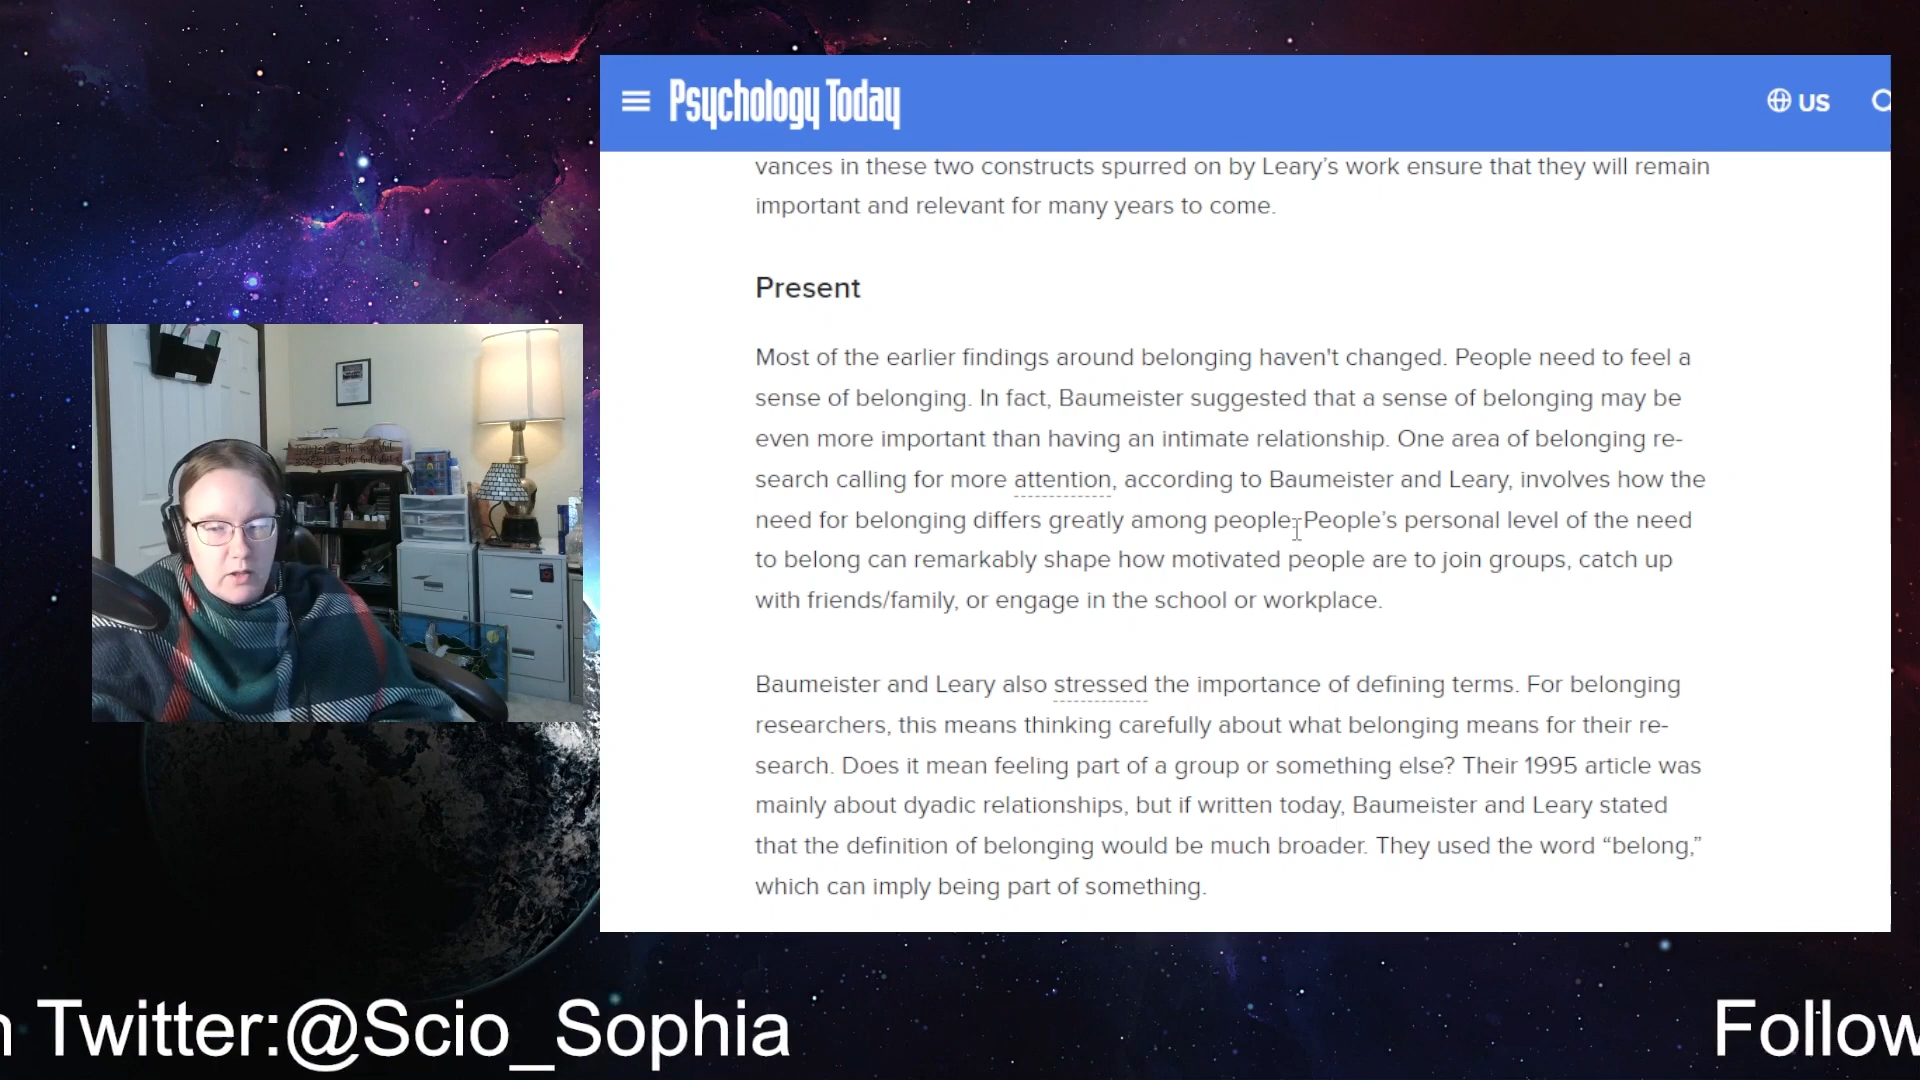 Psychology Today
US
vances in these two constructs spurred on by Leary’s work ensure that they will remain
important and relevant for many years to come.
Present
Most of the earlier findings around belonging haven't changed. People need to feel a
sense of belonging. In fact, Baumeister suggested that a sense of belonging may be
even more important than having an intimate relationship. One area of belonging re-
search calling for more attention, according to Baumeister and Leary, involves how the
need for belonging differs greatly among people. People’s personal level of the need
to belong can remarkably shape how motivated people are to join groups, catch up
with friends/family, or engage in the school or workplace.
Baumeister and Leary also stressed the importance of defining terms. For belonging
researchers, this means thinking carefully about what belonging means for their re-
search. Does it mean feeling part of a group or something else? Their 1995 article was
mainly about dyadic relationships, but if written today, Baumeister and Leary stated
that the definition of belonging would be much broader. They used the word “belong,”
which can imply being part of something.
n Twitter:@Scio_Sophia
Follow